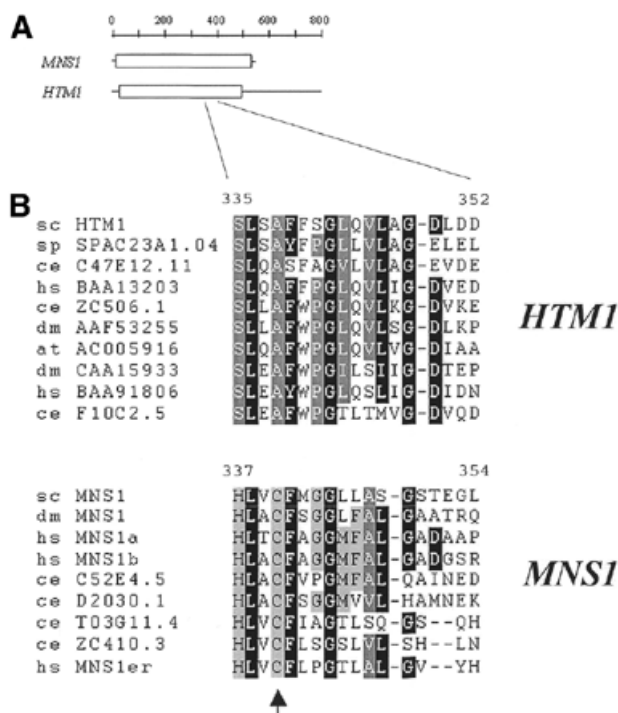 A
0 200 400 600 800
MNS1
HTM1
B
335 352
sc HTM1 SLSAFFSGLQVLAG-DLDD
sp SPAC23A1.04 SLSAYFPGLLVLAG-ELEL
ce C47E12.11 SLQASFAGVLVLAG-EVDE
hs BAA13203 SLQAFFPGLQVLIG-DVED
ce ZC506.1 SLLAFWPGLQVLKG-DVKE
dm AAF53255 SLLAFWPGLQVLSG-DLKP
at AC005916 SLQAFWPGLQVLVG-DIAA
dm CAA15933 SLEAFWPGILSIIG-DTEP
hs BAA91806 SLEAYWPGLQSLIG-DIDN
ce F10C2.5 SLEAFWPGTLTMVG-DVQD
HTM1
337 354
sc MNS1 HLVCFMGGLLAS-GSTEGL
dm MNS1 HLACFSGGLFAL-GAATRQ
hs MNS1a HLTCFAGGMFAL-GADAAP
hs MNS1b HLACFAGGMFAL-GADGSR
ce C52E4.5 HLACFVPGMFAL-QAINED
ce D2030.1 HLACFSGGMVVL-HAMNEK
ce T03G11.4 HLVCFIAGTLSQ-GS--QH
ce ZC410.3 HLVCFLSGSLVL-SH--LN
hs MNS1er HLVCFLPGTLAL-GV--YH
MNS1